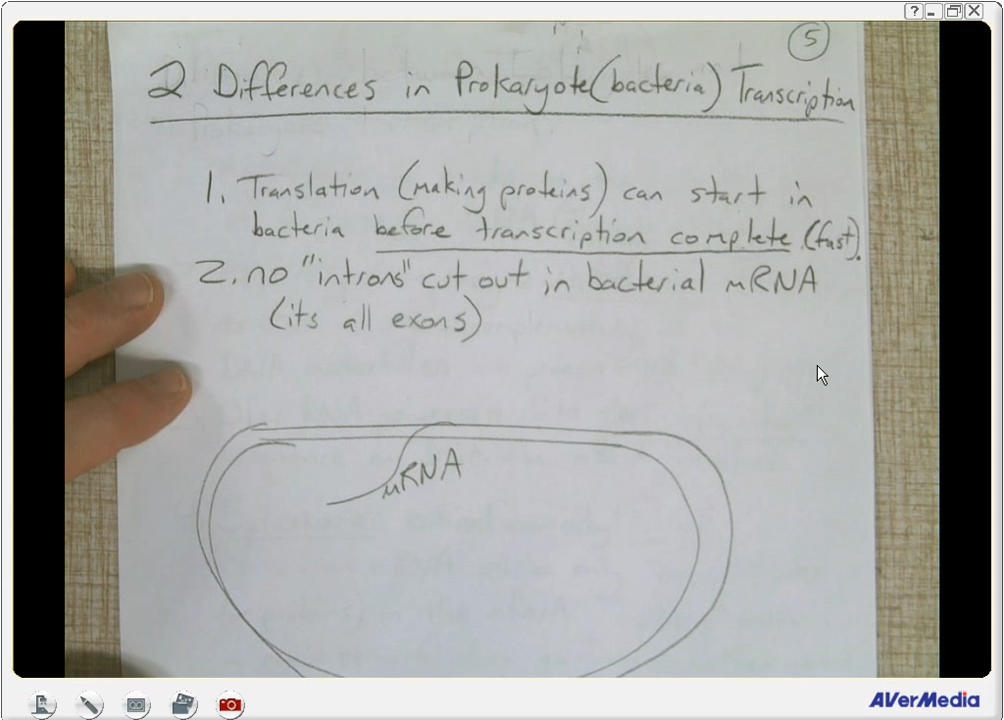 5
2 Differences in Prokaryote (bacteria) Transcription
1. Translation (making proteins) can start in
bacteria before transcription complete (fast).
2. no "introns" cut out in bacterial mRNA
(its all exons)
mRNA
AVerMedia